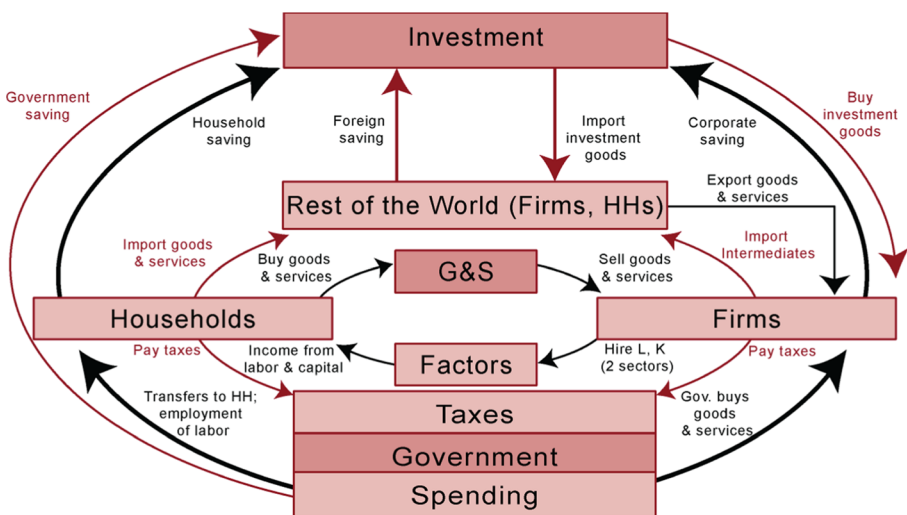 Investment
Government
saving
Household
saving
Foreign
saving
Import
investment
goods
Corporate
saving
Buy
investment
goods
Rest of the World (Firms, HHs)
Export goods
& services
Import goods
& services
Buy goods
& services
G&S
Sell goods
& services
Import
Intermediates
Households
Firms
Pay taxes
Income from
labor & capital
Factors
Hire L, K
(2 sectors)
Pay taxes
Transfers to HH;
employment
of labor
Taxes
Gov. buys
goods
& services
Government
Spending